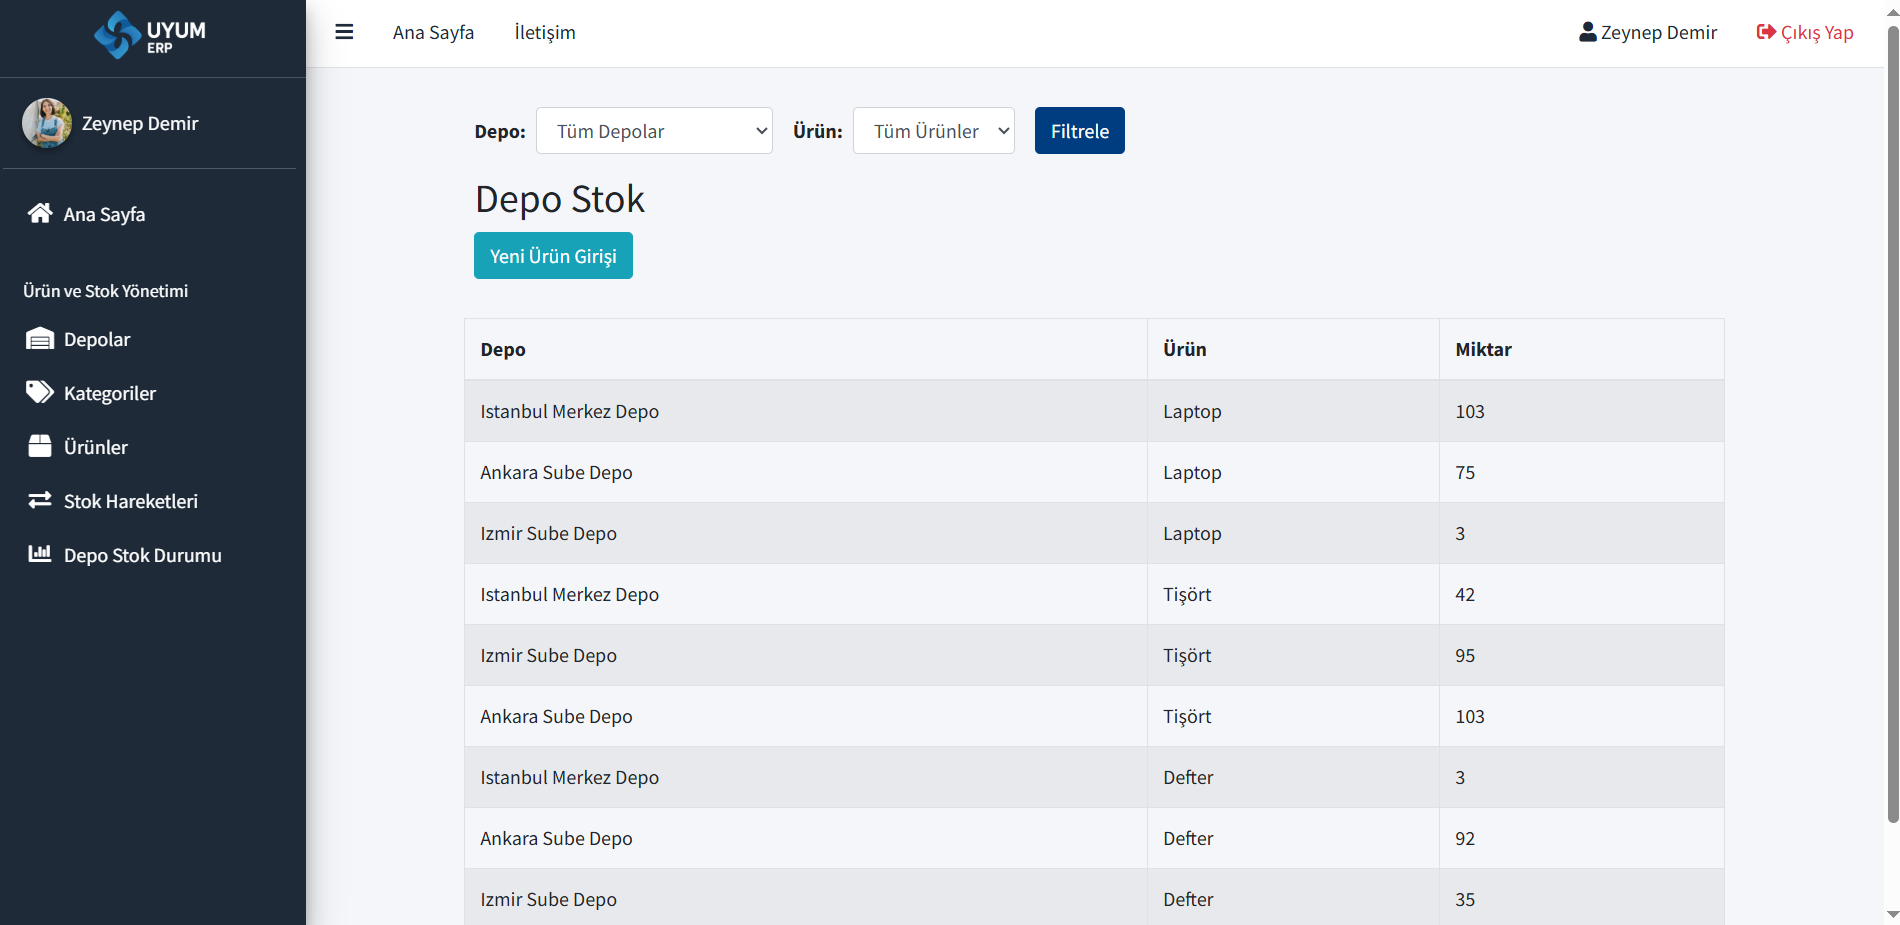 UYUM
ERP
Ana Sayfa İletişim Zeynep Demir Çıkış Yap
Zeynep Demir
Ana Sayfa
Ürün ve Stok Yönetimi
Depolar
Kategoriler
Ürünler
Stok Hareketleri
Depo Stok Durumu
Depo: Tüm Depolar Ürün: Tüm Ürünler Filtrele
Depo Stok
Yeni Ürün Girişi
Depo Ürün Miktar
Istanbul Merkez Depo Laptop 103
Ankara Sube Depo Laptop 75
Izmir Sube Depo Laptop 3
Istanbul Merkez Depo Tişört 42
Izmir Sube Depo Tişört 95
Ankara Sube Depo Tişört 103
Istanbul Merkez Depo Defter 3
Ankara Sube Depo Defter 92
Izmir Sube Depo Defter 35